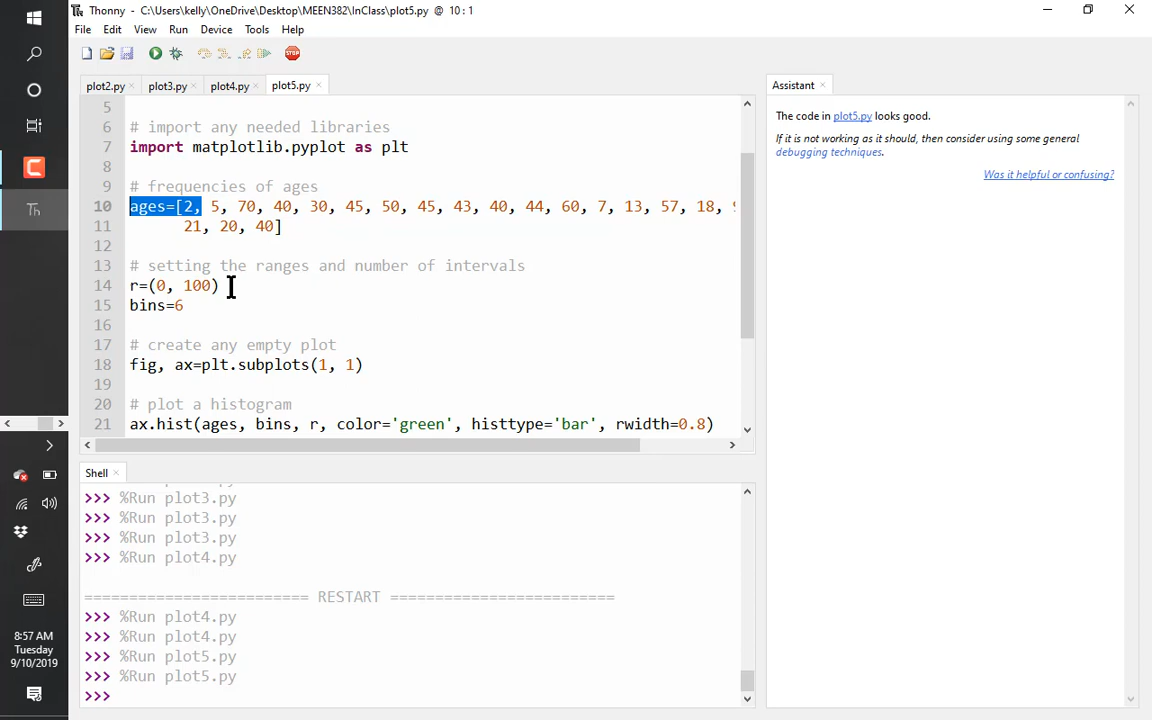 Thonny - C:\Users\kelly\OneDrive\Desktop\MEEN382\InClass\plot5.py @ 10 : 1
File Edit View Run Device Tools Help
STOP
plot2.py × plot3.py × plot4.py × plot5.py ×
5
6 # import any needed libraries
7 import matplotlib.pyplot as plt
8
9 # frequencies of ages
10 ages=[2, 5, 70, 40, 30, 45, 50, 45, 43, 40, 44, 60, 7, 13, 57, 18,
11 21, 20, 40]
12
13 # setting the ranges and number of intervals
14 r=(0, 100)
15 bins=6
16
17 # create any empty plot
18 fig, ax=plt.subplots(1, 1)
19
20 # plot a histogram
21 ax.hist(ages, bins, r, color='green', histtype='bar', rwidth=0.8)
Shell ×
>>> %Run plot3.py
>>> %Run plot3.py
>>> %Run plot3.py
>>> %Run plot4.py
========================= RESTART =========================
>>> %Run plot4.py
>>> %Run plot4.py
>>> %Run plot5.py
>>> %Run plot5.py
>>>
Assistant ×
The code in plot5.py looks good.
If it is not working as it should, then consider using some general
debugging techniques.
Was it helpful or confusing?
Th
8:57 AM
Tuesday
9/10/2019